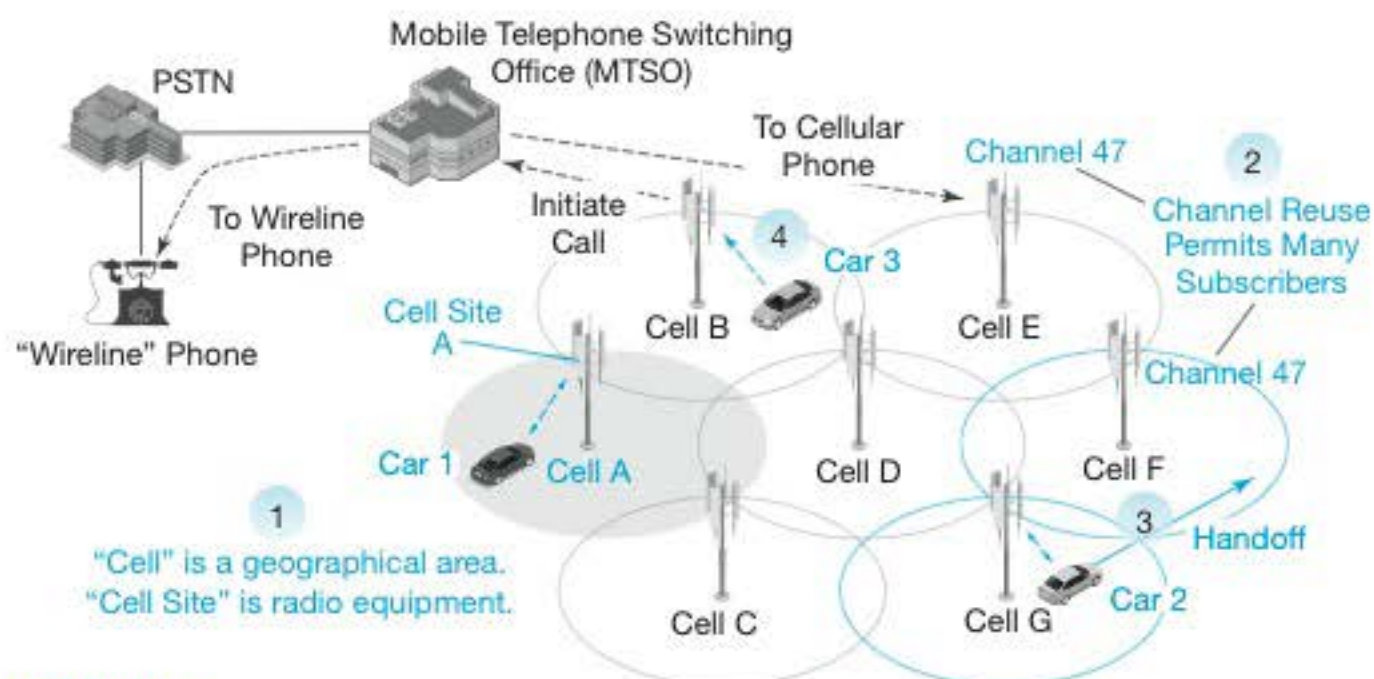 Mobile Telephone Switching
Office (MTSO)
PSTN
To Cellular
Phone
Channel 47
2
Channel Reuse
Permits Many
Subscribers
To Wireline
Phone
Initiate
Call
4
Car 3
Cell Site
A
Cell B
Cell E
"Wireline" Phone
Channel 47
Car 1
Cell A
Cell D
Cell F
1
3
Handoff
"Cell" is a geographical area.
"Cell Site" is radio equipment.
Car 2
Cell C
Cell G